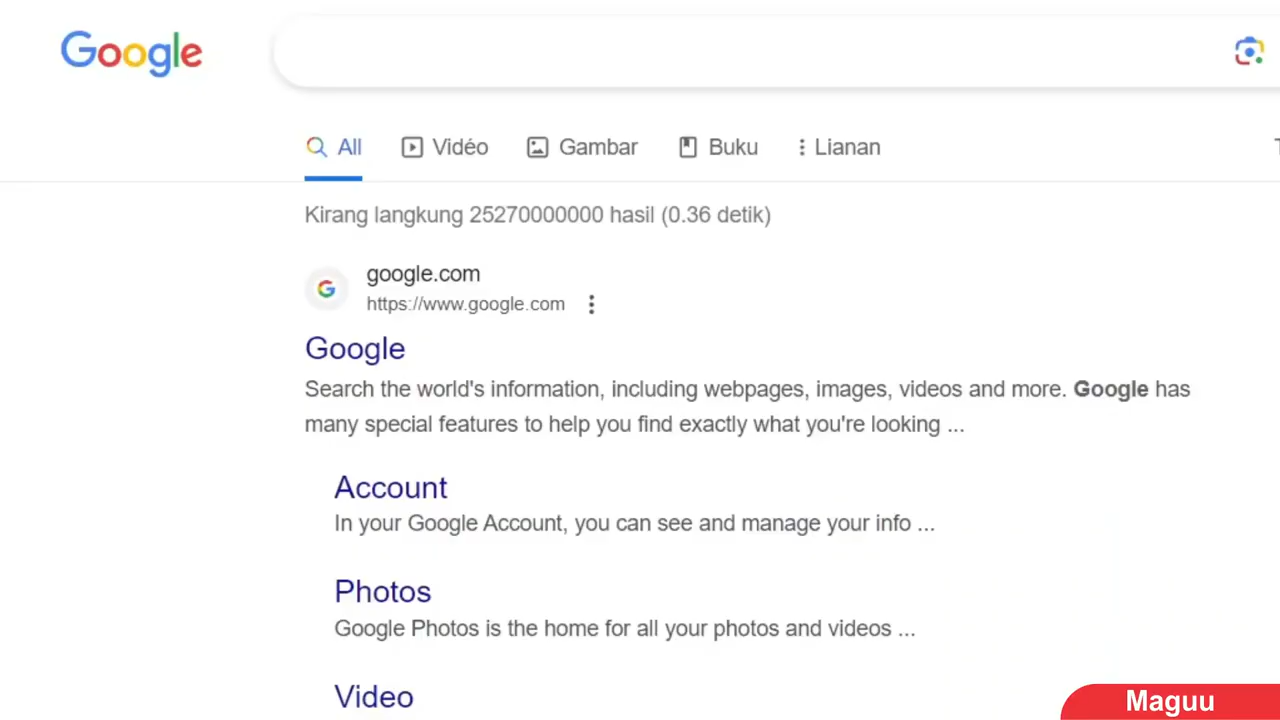 Google
All Vidéo Gambar Buku Lianan
Kirang langkung 25270000000 hasil (0.36 detik)
google.com
https://www.google.com
Google
Search the world's information, including webpages, images, videos and more. Google has
many special features to help you find exactly what you're looking ...
Account
In your Google Account, you can see and manage your info ...
Photos
Google Photos is the home for all your photos and videos ...
Video
Maguu